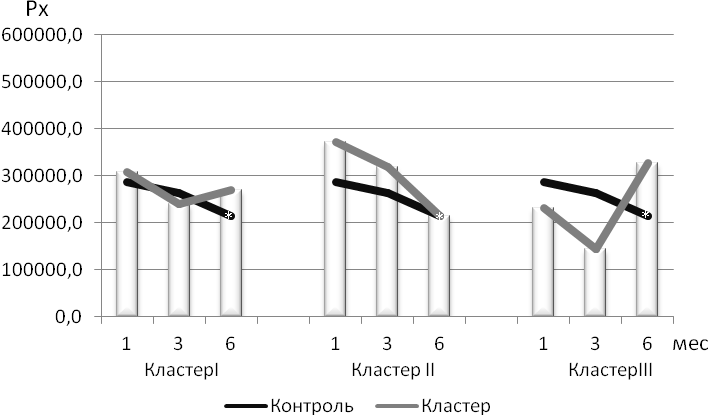 Рх
600000,0
500000,0
400000,0
300000,0
200000,0
100000,0
0,0
* * *
1 3 6 1 3 6 1 3 6 мес
КластерI Кластер II КластерIII
Контроль Кластер